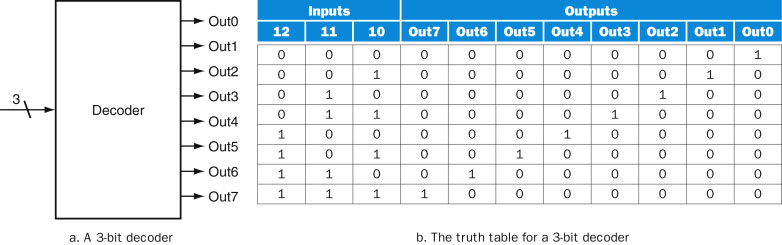 3
Decoder
Out0
Out1
Out2
Out3
Out4
Out5
Out6
Out7
a. A 3-bit decoder
Inputs Outputs
12 11 10 Out7 Out6 Out5 Out4 Out3 Out2 Out1 Out0
0 0 0 0 0 0 0 0 0 0 1
0 0 1 0 0 0 0 0 0 1 0
0 1 0 0 0 0 0 0 1 0 0
0 1 1 0 0 0 0 1 0 0 0
1 0 0 0 0 0 1 0 0 0 0
1 0 1 0 0 1 0 0 0 0 0
1 1 0 0 1 0 0 0 0 0 0
1 1 1 1 0 0 0 0 0 0 0
b. The truth table for a 3-bit decoder